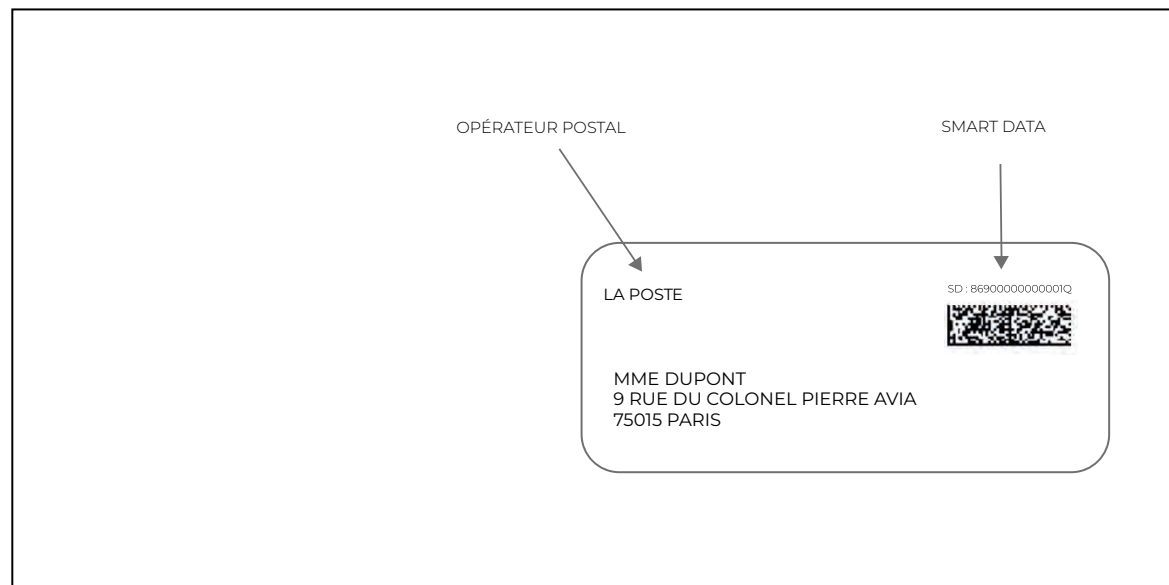 OPÉRATEUR POSTAL
SMART DATA
LA POSTE
SD : 86900000000001Q
MME DUPONT
9 RUE DU COLONEL PIERRE AVIA
75015 PARIS